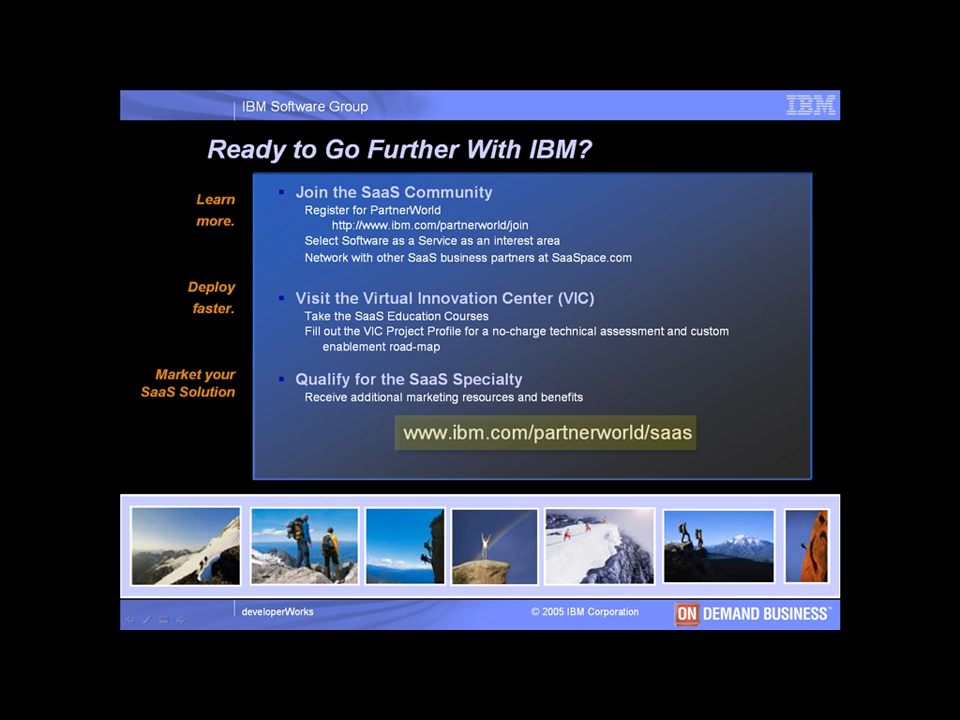 IBM Software Group
IBM
Ready to Go Further With IBM?
Learn
more.
▪ Join the SaaS Community
Register for PartnerWorld
http://www.ibm.com/partnerworld/join
Select Software as a Service as an interest area
Network with other SaaS business partners at SaaSpace.com
Deploy
faster.
▪ Visit the Virtual Innovation Center (VIC)
Take the SaaS Education Courses
Fill out the VIC Project Profile for a no-charge technical assessment and custom
enablement road-map
Market your
SaaS Solution
▪ Qualify for the SaaS Specialty
Receive additional marketing resources and benefits
www.ibm.com/partnerworld/saas
developerWorks
© 2005 IBM Corporation
ON DEMAND BUSINESS™